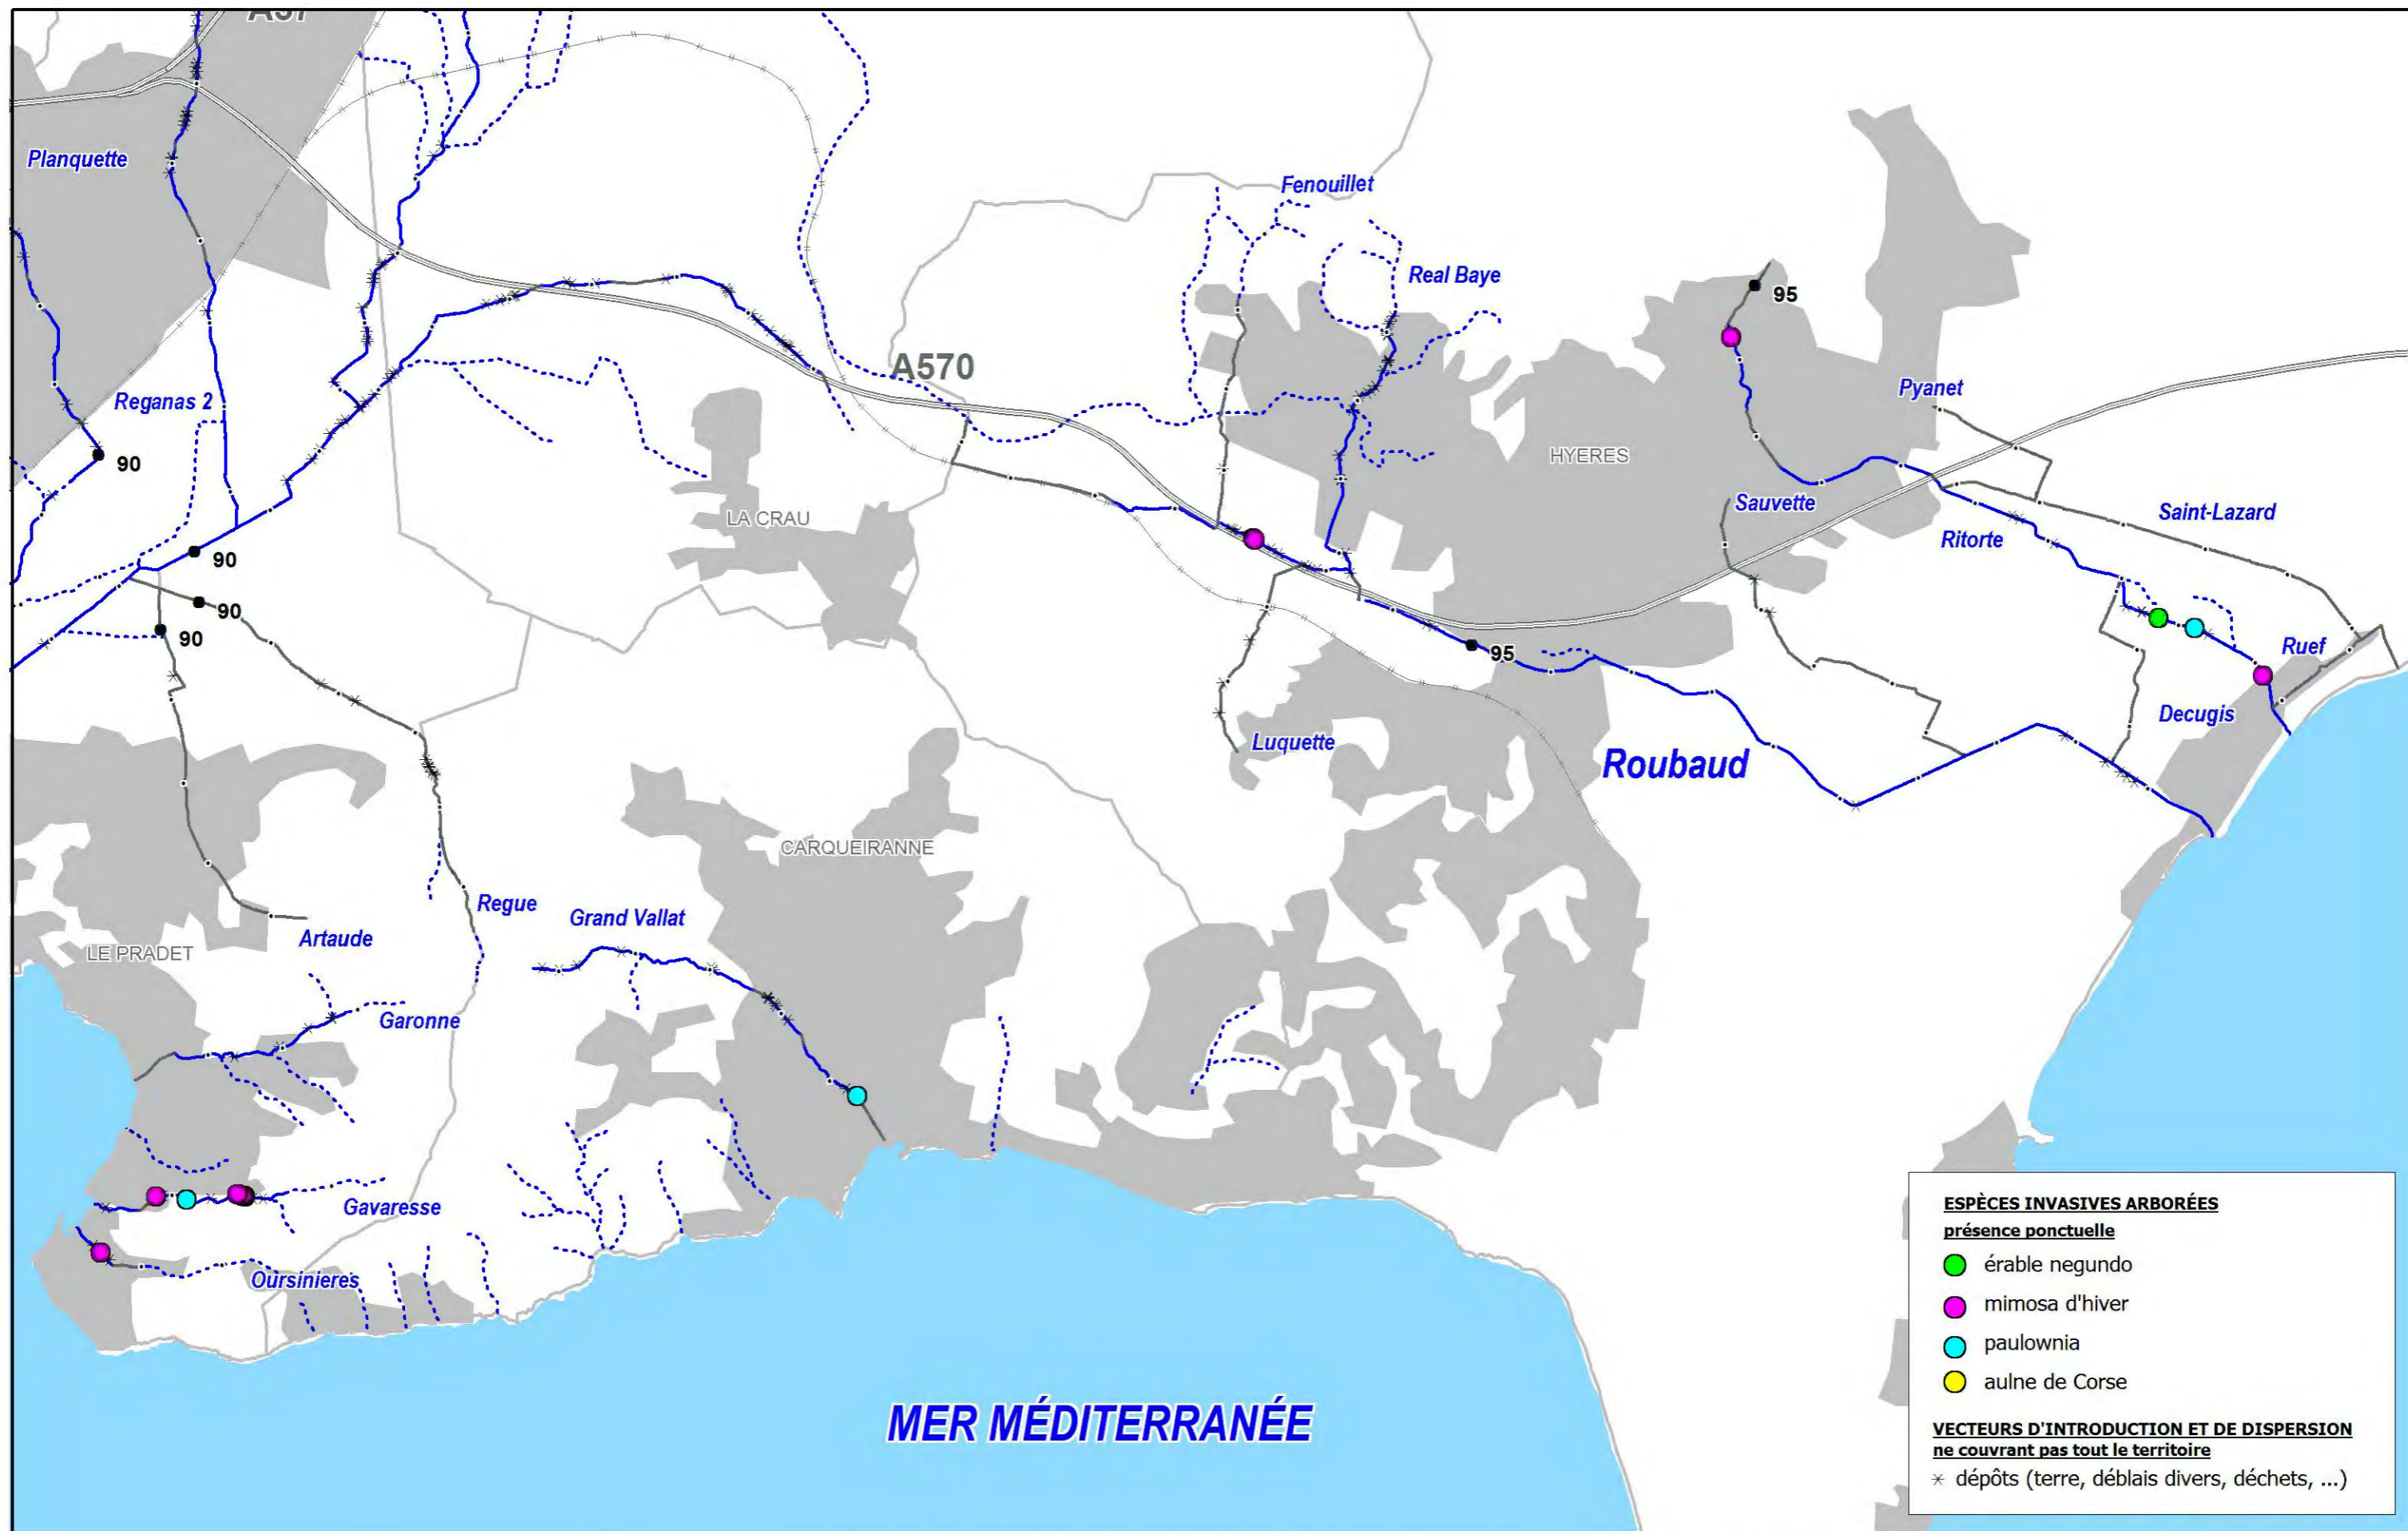 Planquette
Fenouillet
Real Baye
95
A570
Reganas 2
Pyanet
90
HYERES
Sauvette
LA CRAU
Saint-Lazard
Ritorte
90
90
90
95
Ruef
Decugis
Luquette
Roubaud
CARQUEIRANNE
Regue
Grand Vallat
Artaude
LE PRADET
Garonne
Gavaresse
Oursinieres
MER MÉDITERRANÉE
ESPÈCES INVASIVES ARBORÉES
présence ponctuelle
érable negundo
mimosa d'hiver
paulownia
aulne de Corse
VECTEURS D'INTRODUCTION ET DE DISPERSION
ne couvrant pas tout le territoire
dépôts (terre, déblais divers, déchets, ...)